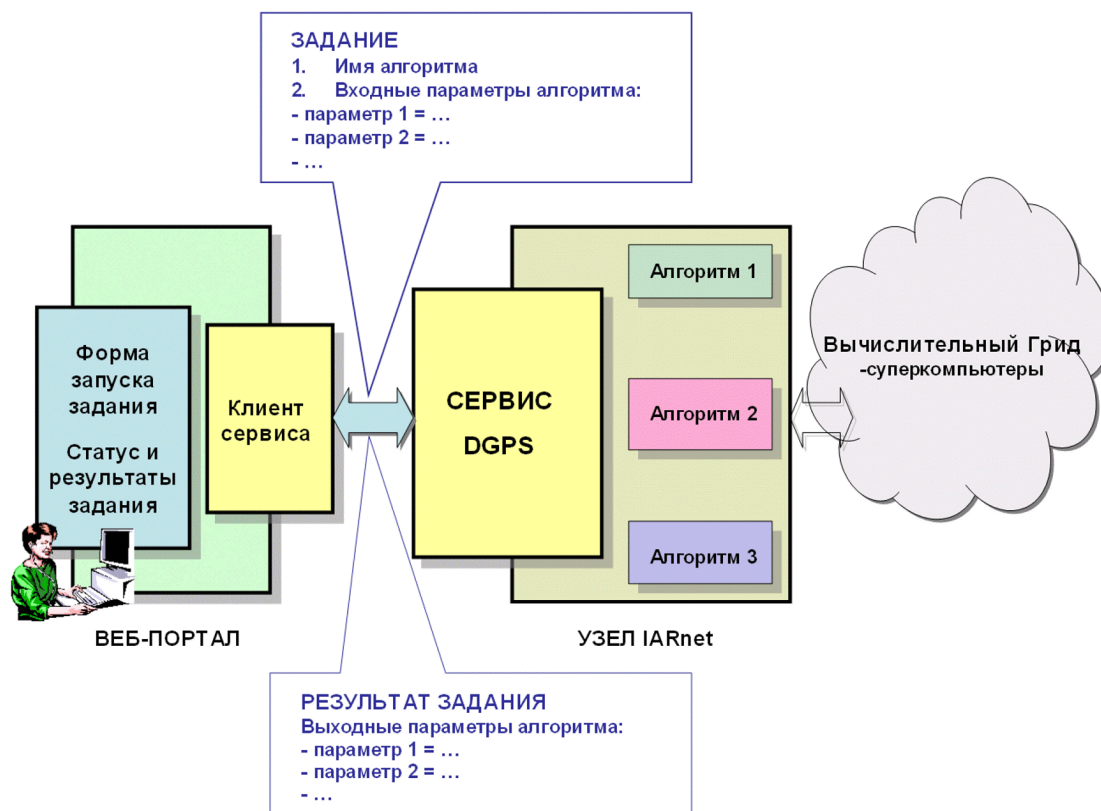 ЗАДАНИЕ
1. Имя алгоритма
2. Входные параметры алгоритма:
- параметр 1 = …
- параметр 2 = …
- …
Форма
запуска
задания
Статус и
результаты
задания
Клиент
сервиса
СЕРВИС
DGPS
Алгоритм 1
Алгоритм 2
Алгоритм 3
Вычислительный Грид
-суперкомпьютеры
ВЕБ-ПОРТАЛ
УЗЕЛ IARnet
РЕЗУЛЬТАТ ЗАДАНИЯ
Выходные параметры алгоритма:
- параметр 1 = …
- параметр 2 = …
- …